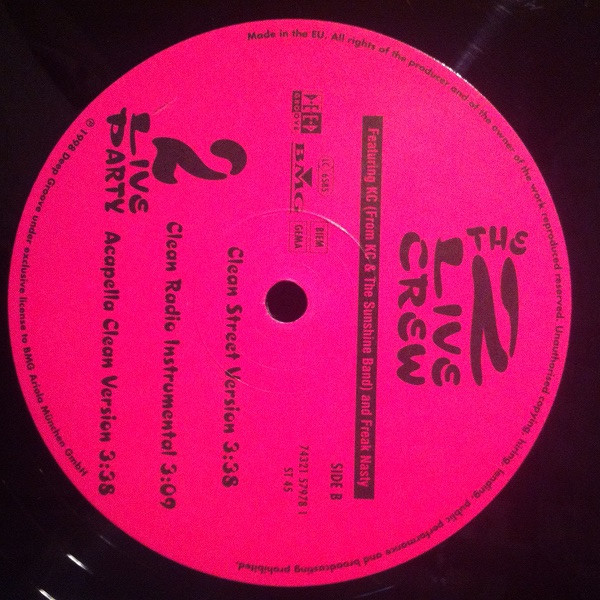 THE
2
LIVE
CREW
Featuring KC (From KC & The Sunshine Band) and Freak Nasty
DEEP
GROOVE
BMG
LC 6585
BIEM
GEMA
SIDE B
74321 57978 1
ST 45
Clean Street Version 3:38
Clean Radio Instrumental 3:09
Acapella Clean Version 3:38
2
LIVE
PARTY
Made in the EU. All rights of the producer and of the owner of the work reproduced reserved. Unauthorised copying, hiring, lending, public performance and broadcasting prohibited.
℗ 1998 Deep Groove under exclusive license to BMG Ariola München GmbH